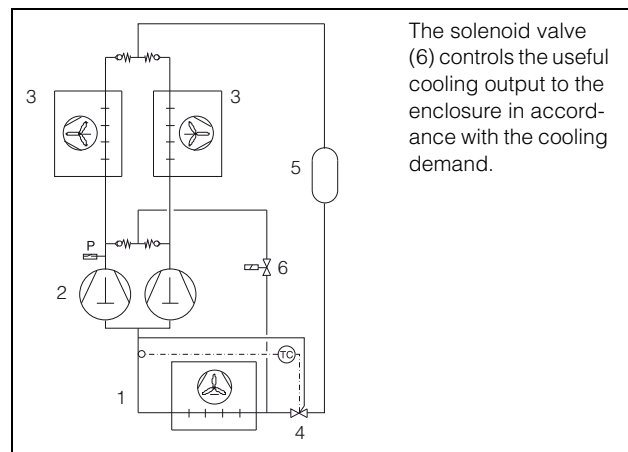 The solenoid valve
(6) controls the useful
cooling output to the
enclosure in accord-
ance with the cooling
demand.
3
3
5
P
6
2
TC
1
4